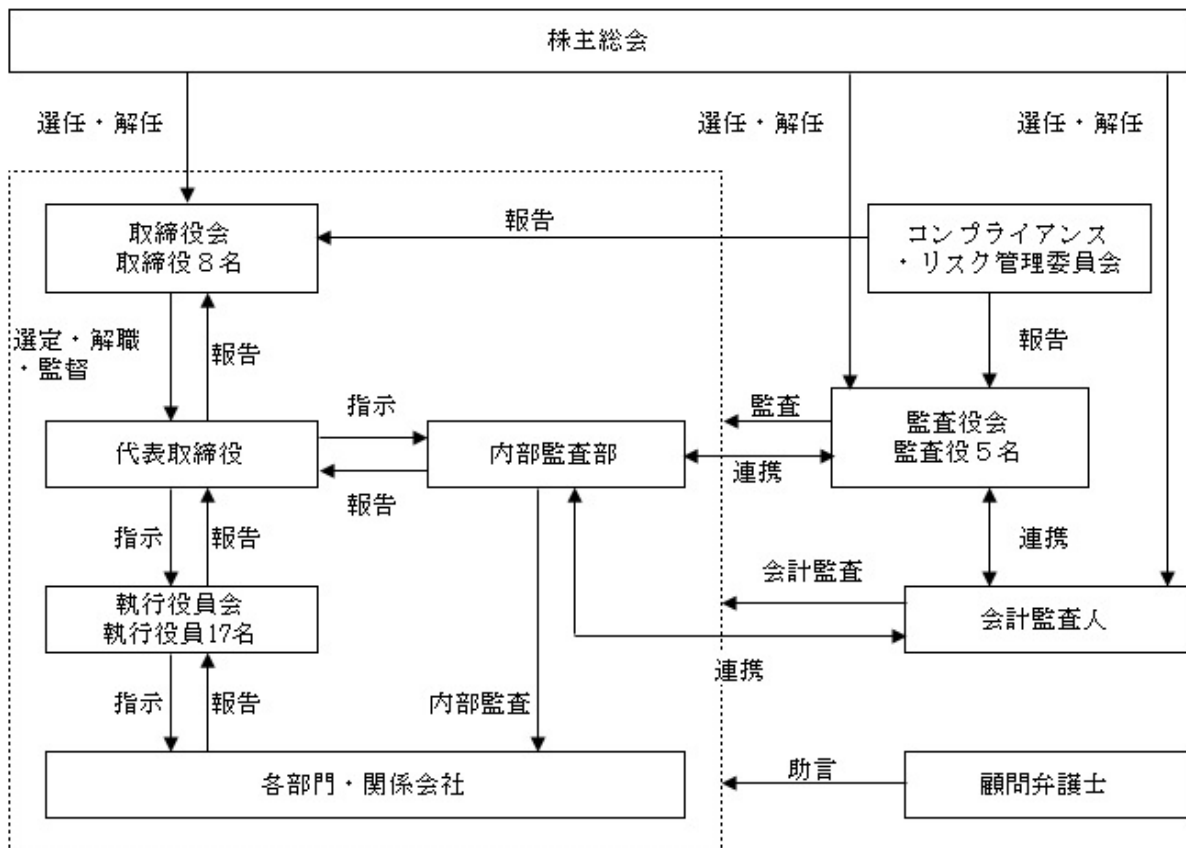 株主総会
選任・解任
選任・解任
選任・解任
取締役会
取締役8名
報告
コンプライアンス
・リスク管理委員会
選定・解職
・監督
報告
報告
指示
監査
監査役会
監査役5名
代表取締役
内部監査部
連携
報告
指示
報告
連携
会計監査
執行役員会
執行役員17名
会計監査人
連携
指示
報告
内部監査
各部門・関係会社
助言
顧問弁護士